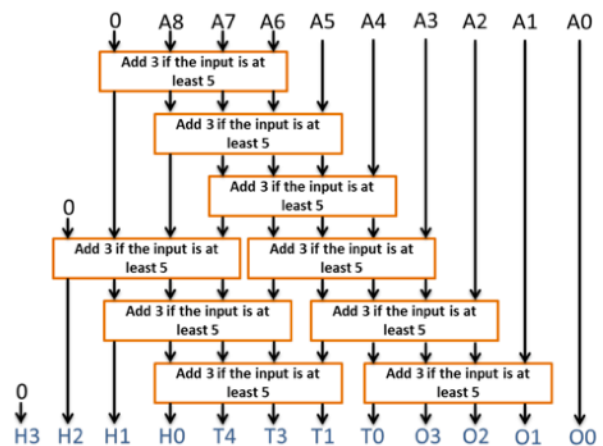 0 A8 A7 A6 A5 A4 A3 A2 A1 A0
Add 3 if the input is at
least 5
Add 3 if the input is at
least 5
Add 3 if the input is at
least 5
0
Add 3 if the input is at
least 5
Add 3 if the input is at
least 5
Add 3 if the input is at
least 5
Add 3 if the input is at
least 5
Add 3 if the input is at
least 5
Add 3 if the input is at
least 5
0
H3 H2 H1 H0 T4 T3 T1 T0 O3 O2 O1 O0